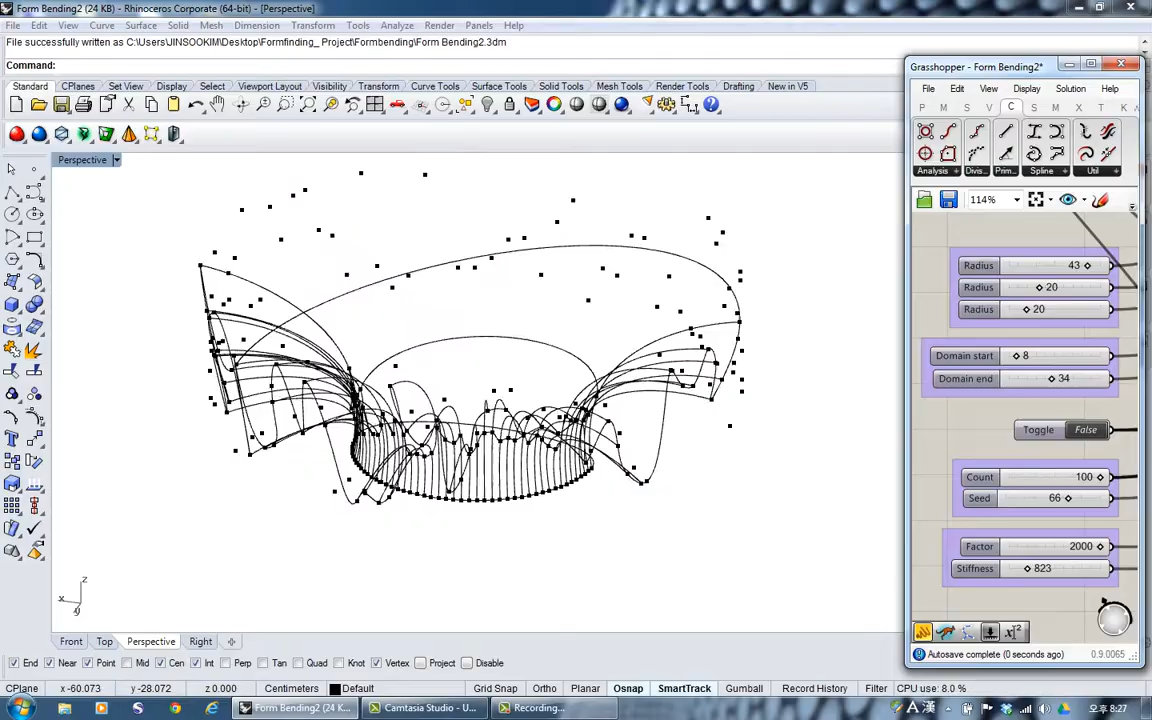 Form Bending2 (24 KB) - Rhinoceros Corporate (64-bit) - [Perspective]
File Edit View Curve Surface Solid Mesh Dimension Transform Tools Analyze Render Panels Help
File successfully written as C:\Users\JINSOOKIM\Desktop\Formfinding_ Project\Formbending\Form Bending2.3dm
Command:
Standard CPlanes Set View Display Select Viewport Layout Visibility Transform Curve Tools Surface Tools Solid Tools Mesh Tools Render Tools Drafting New in V5
Perspective
z
x
y
Front Top Perspective Right
End Near Point Mid Cen Int Perp Tan Quad Knot Vertex Project Disable
CPlane x -60.073 y -28.072 z 0.000 Centimeters Default Grid Snap Ortho Planar Osnap SmartTrack Gumball Record History Filter CPU use: 8.0 %
Grasshopper - Form Bending2*
File Edit View Display Solution Help
P M S V C S M X T K
Analysis Divis... Prim... Spline Util
114%
Radius 43
Radius 20
Radius 20
Domain start 8
Domain end 34
Toggle False
Count 100
Seed 66
Factor 2000
Stiffness 823
Autosave complete (0 seconds ago) 0.9.0065
Form Bending2 (24 K... Camtasia Studio - U... Recording... A 漢 오후 8:27